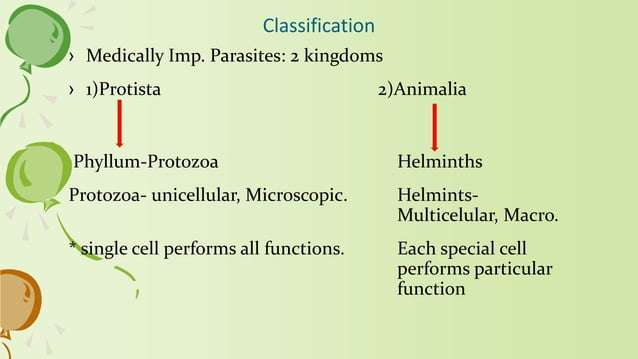 Classification
› Medically Imp. Parasites: 2 kingdoms
› 1)Protista 2)Animalia
Phyllum-Protozoa Helminths
Protozoa- unicellular, Microscopic. Helmints-
Multicelular, Macro.
* single cell performs all functions. Each special cell
performs particular
function